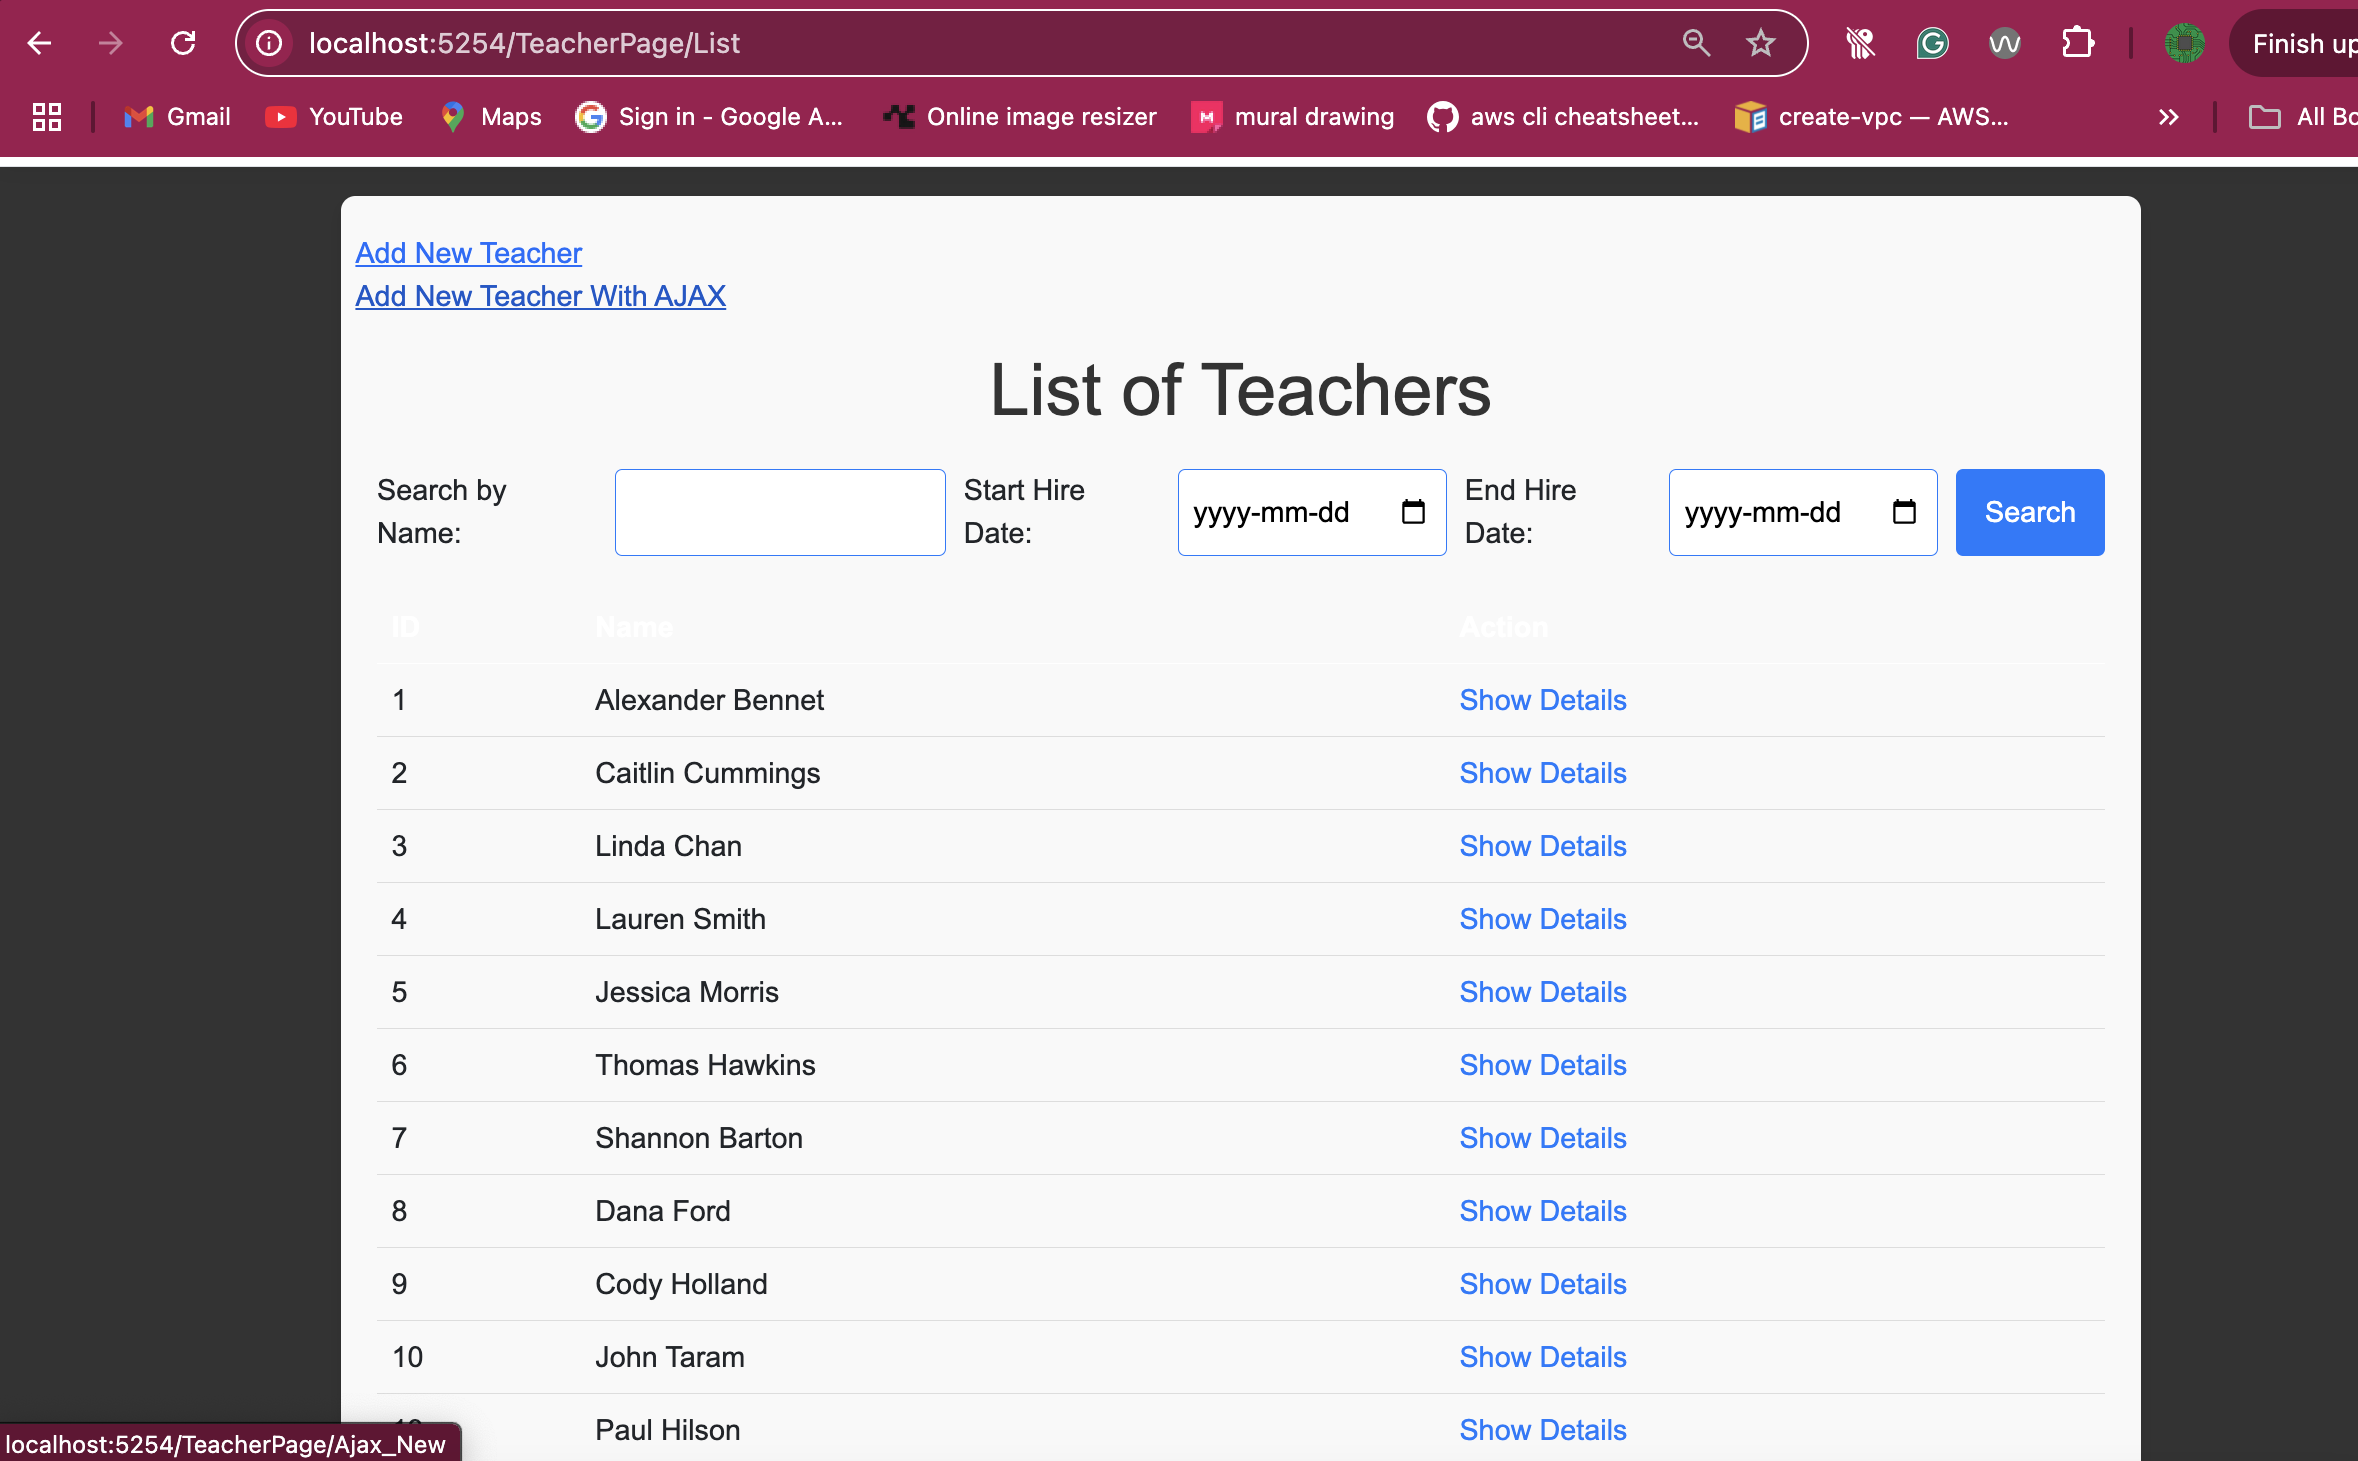 localhost:5254/TeacherPage/List
Finish up
Gmail YouTube Maps Sign in - Google A... Online image resizer mural drawing aws cli cheatsheet... create-vpc — AWS... All Bo
Add New Teacher
Add New Teacher With AJAX
List of Teachers
Search by Name:
Start Hire Date:
yyyy-mm-dd
End Hire Date:
yyyy-mm-dd
Search
ID Name Action
1 Alexander Bennet Show Details
2 Caitlin Cummings Show Details
3 Linda Chan Show Details
4 Lauren Smith Show Details
5 Jessica Morris Show Details
6 Thomas Hawkins Show Details
7 Shannon Barton Show Details
8 Dana Ford Show Details
9 Cody Holland Show Details
10 John Taram Show Details
Paul Hilson Show Details
localhost:5254/TeacherPage/Ajax_New